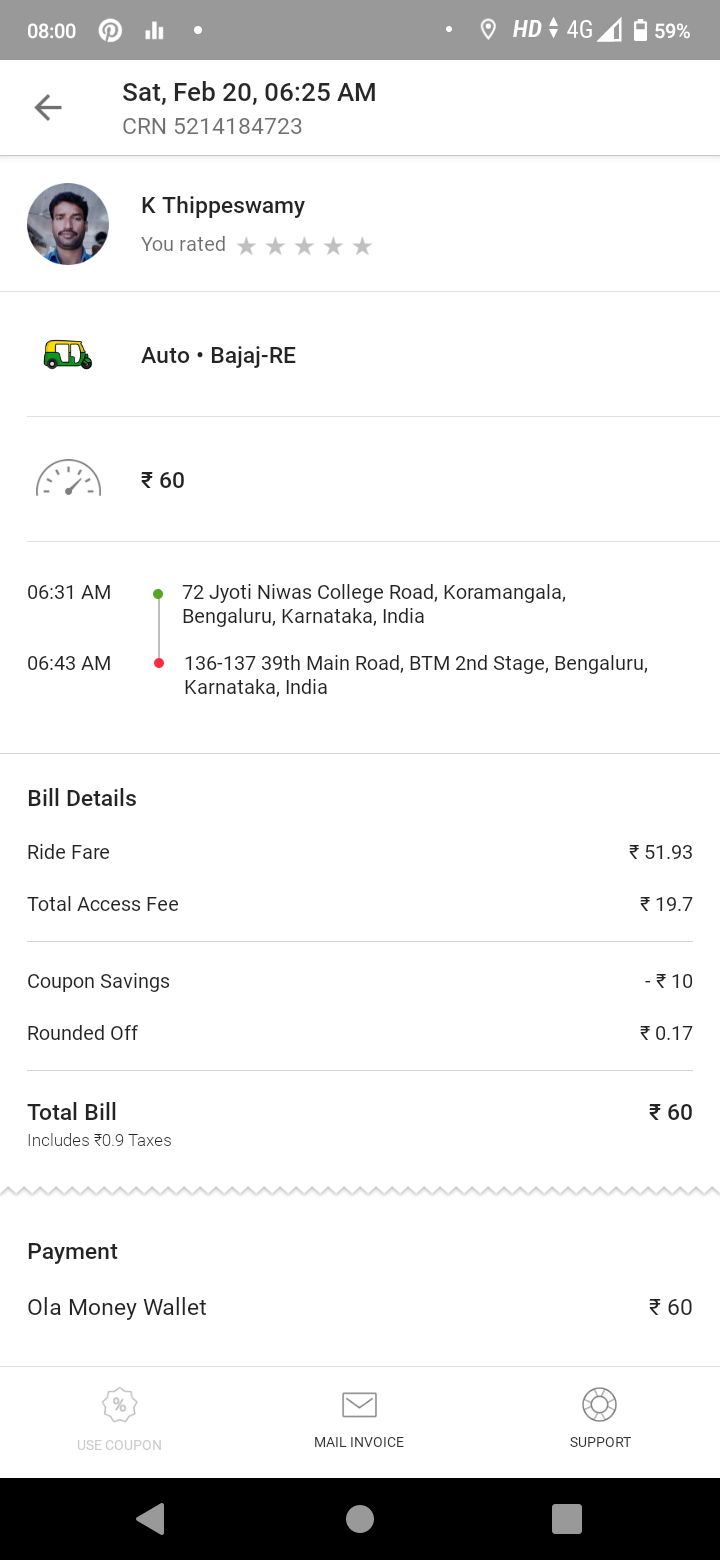 08:00 HD 4G 59%
Sat, Feb 20, 06:25 AM
CRN 5214184723
K Thippeswamy
You rated
Auto • Bajaj-RE
₹ 60
06:31 AM 72 Jyoti Niwas College Road, Koramangala,
Bengaluru, Karnataka, India
06:43 AM 136-137 39th Main Road, BTM 2nd Stage, Bengaluru,
Karnataka, India
Bill Details
Ride Fare ₹ 51.93
Total Access Fee ₹ 19.7
Coupon Savings - ₹ 10
Rounded Off ₹ 0.17
Total Bill ₹ 60
Includes ₹0.9 Taxes
Payment
Ola Money Wallet ₹ 60
% 
USE COUPON MAIL INVOICE SUPPORT